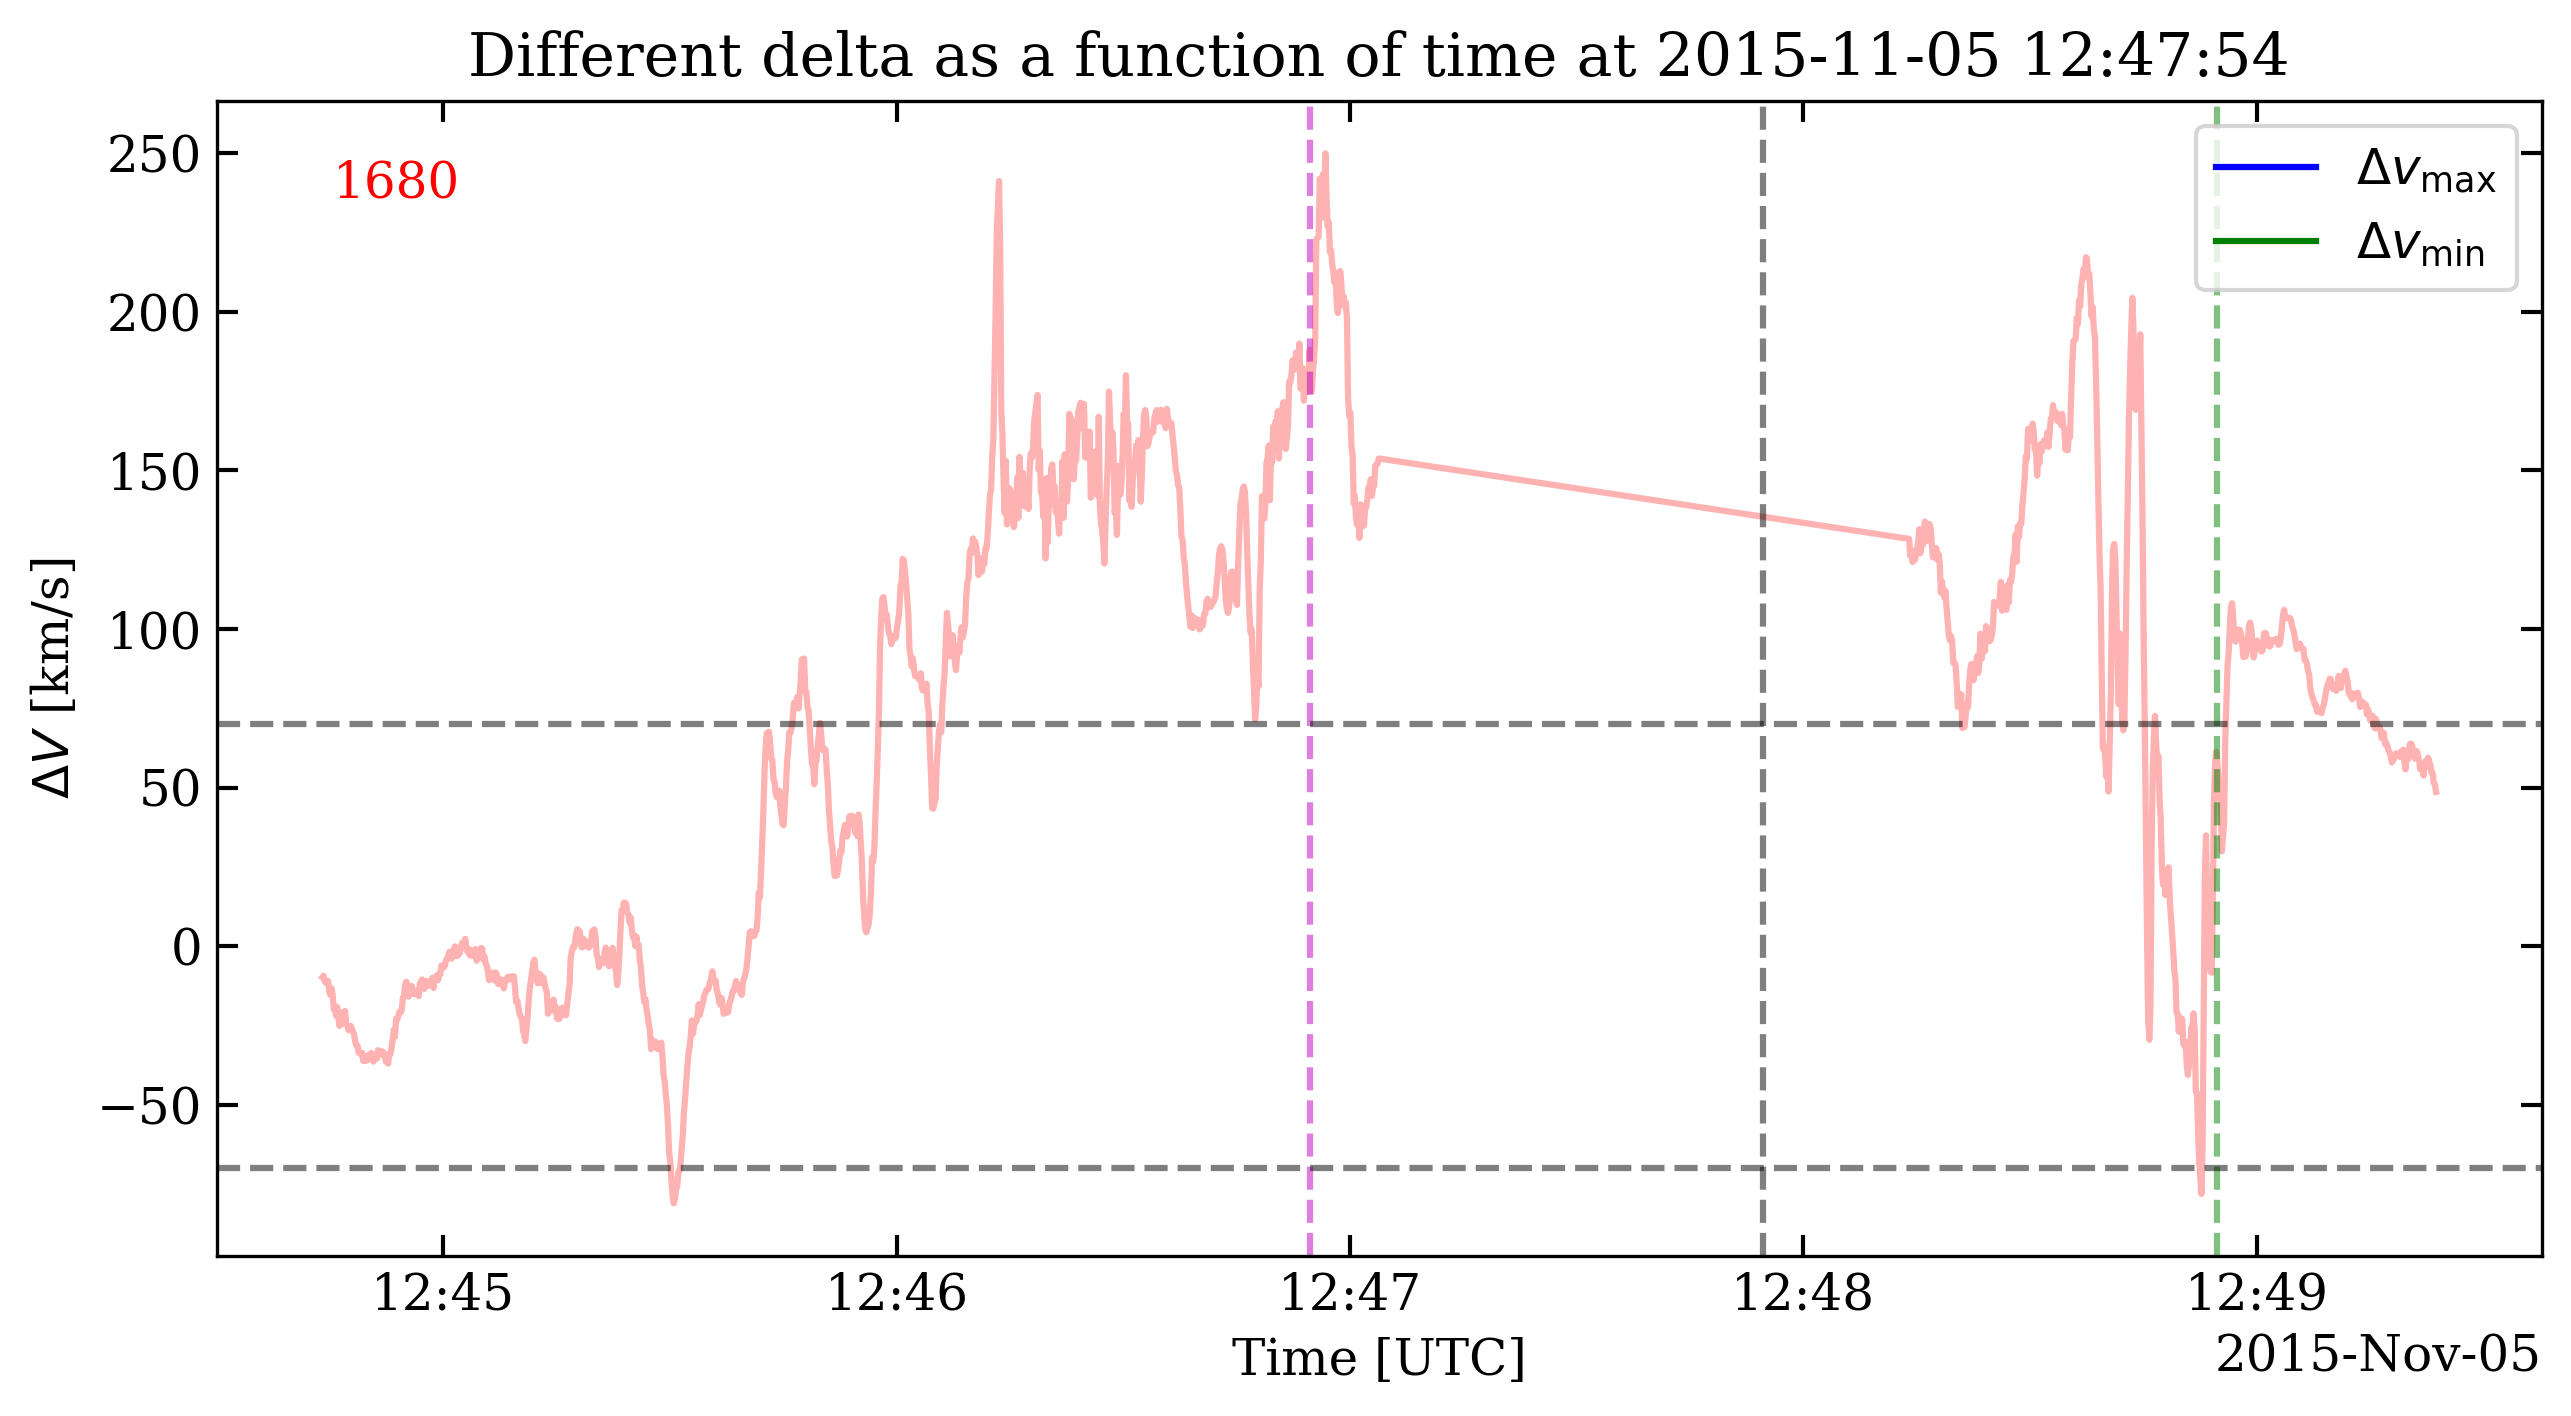 Different delta as a function of time at 2015-11-05 12:47:54
1680
Δv_max
Δv_min
250
200
150
100
50
0
−50
ΔV [km/s]
12:45 12:46 12:47 12:48 12:49
Time [UTC]
2015-Nov-05